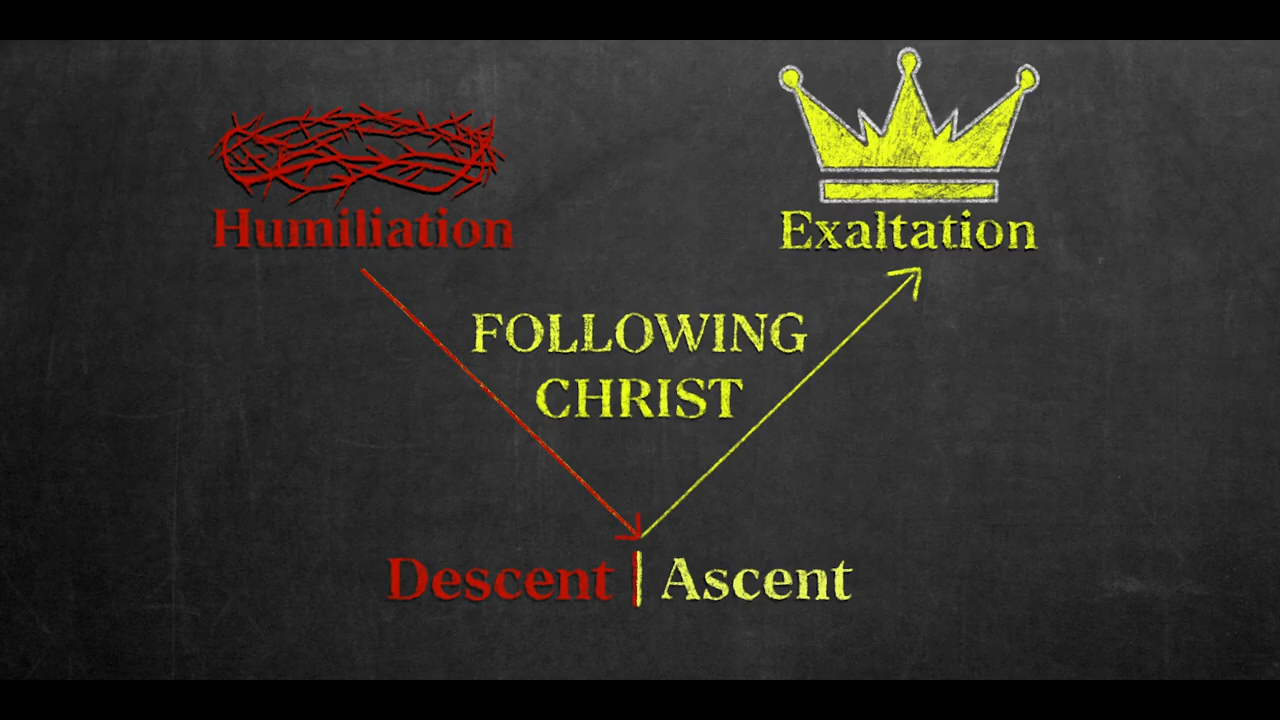 Humiliation
Exaltation
FOLLOWING
CHRIST
Descent | Ascent